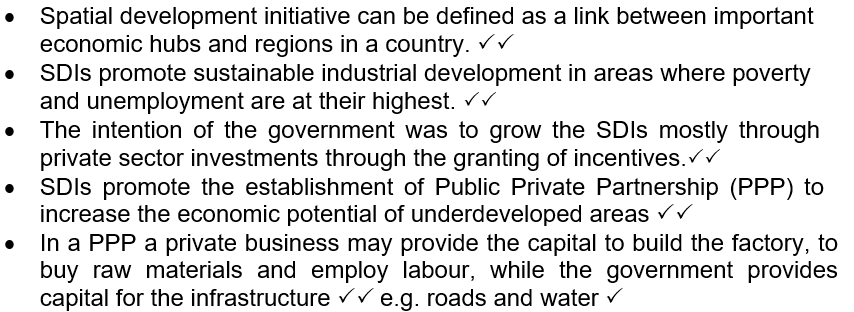 • Spatial development initiative can be defined as a link between important
economic hubs and regions in a country. ✓✓
• SDIs promote sustainable industrial development in areas where poverty
and unemployment are at their highest. ✓✓
• The intention of the government was to grow the SDIs mostly through
private sector investments through the granting of incentives.✓✓
• SDIs promote the establishment of Public Private Partnership (PPP) to
increase the economic potential of underdeveloped areas ✓✓
• In a PPP a private business may provide the capital to build the factory, to
buy raw materials and employ labour, while the government provides
capital for the infrastructure ✓✓ e.g. roads and water ✓